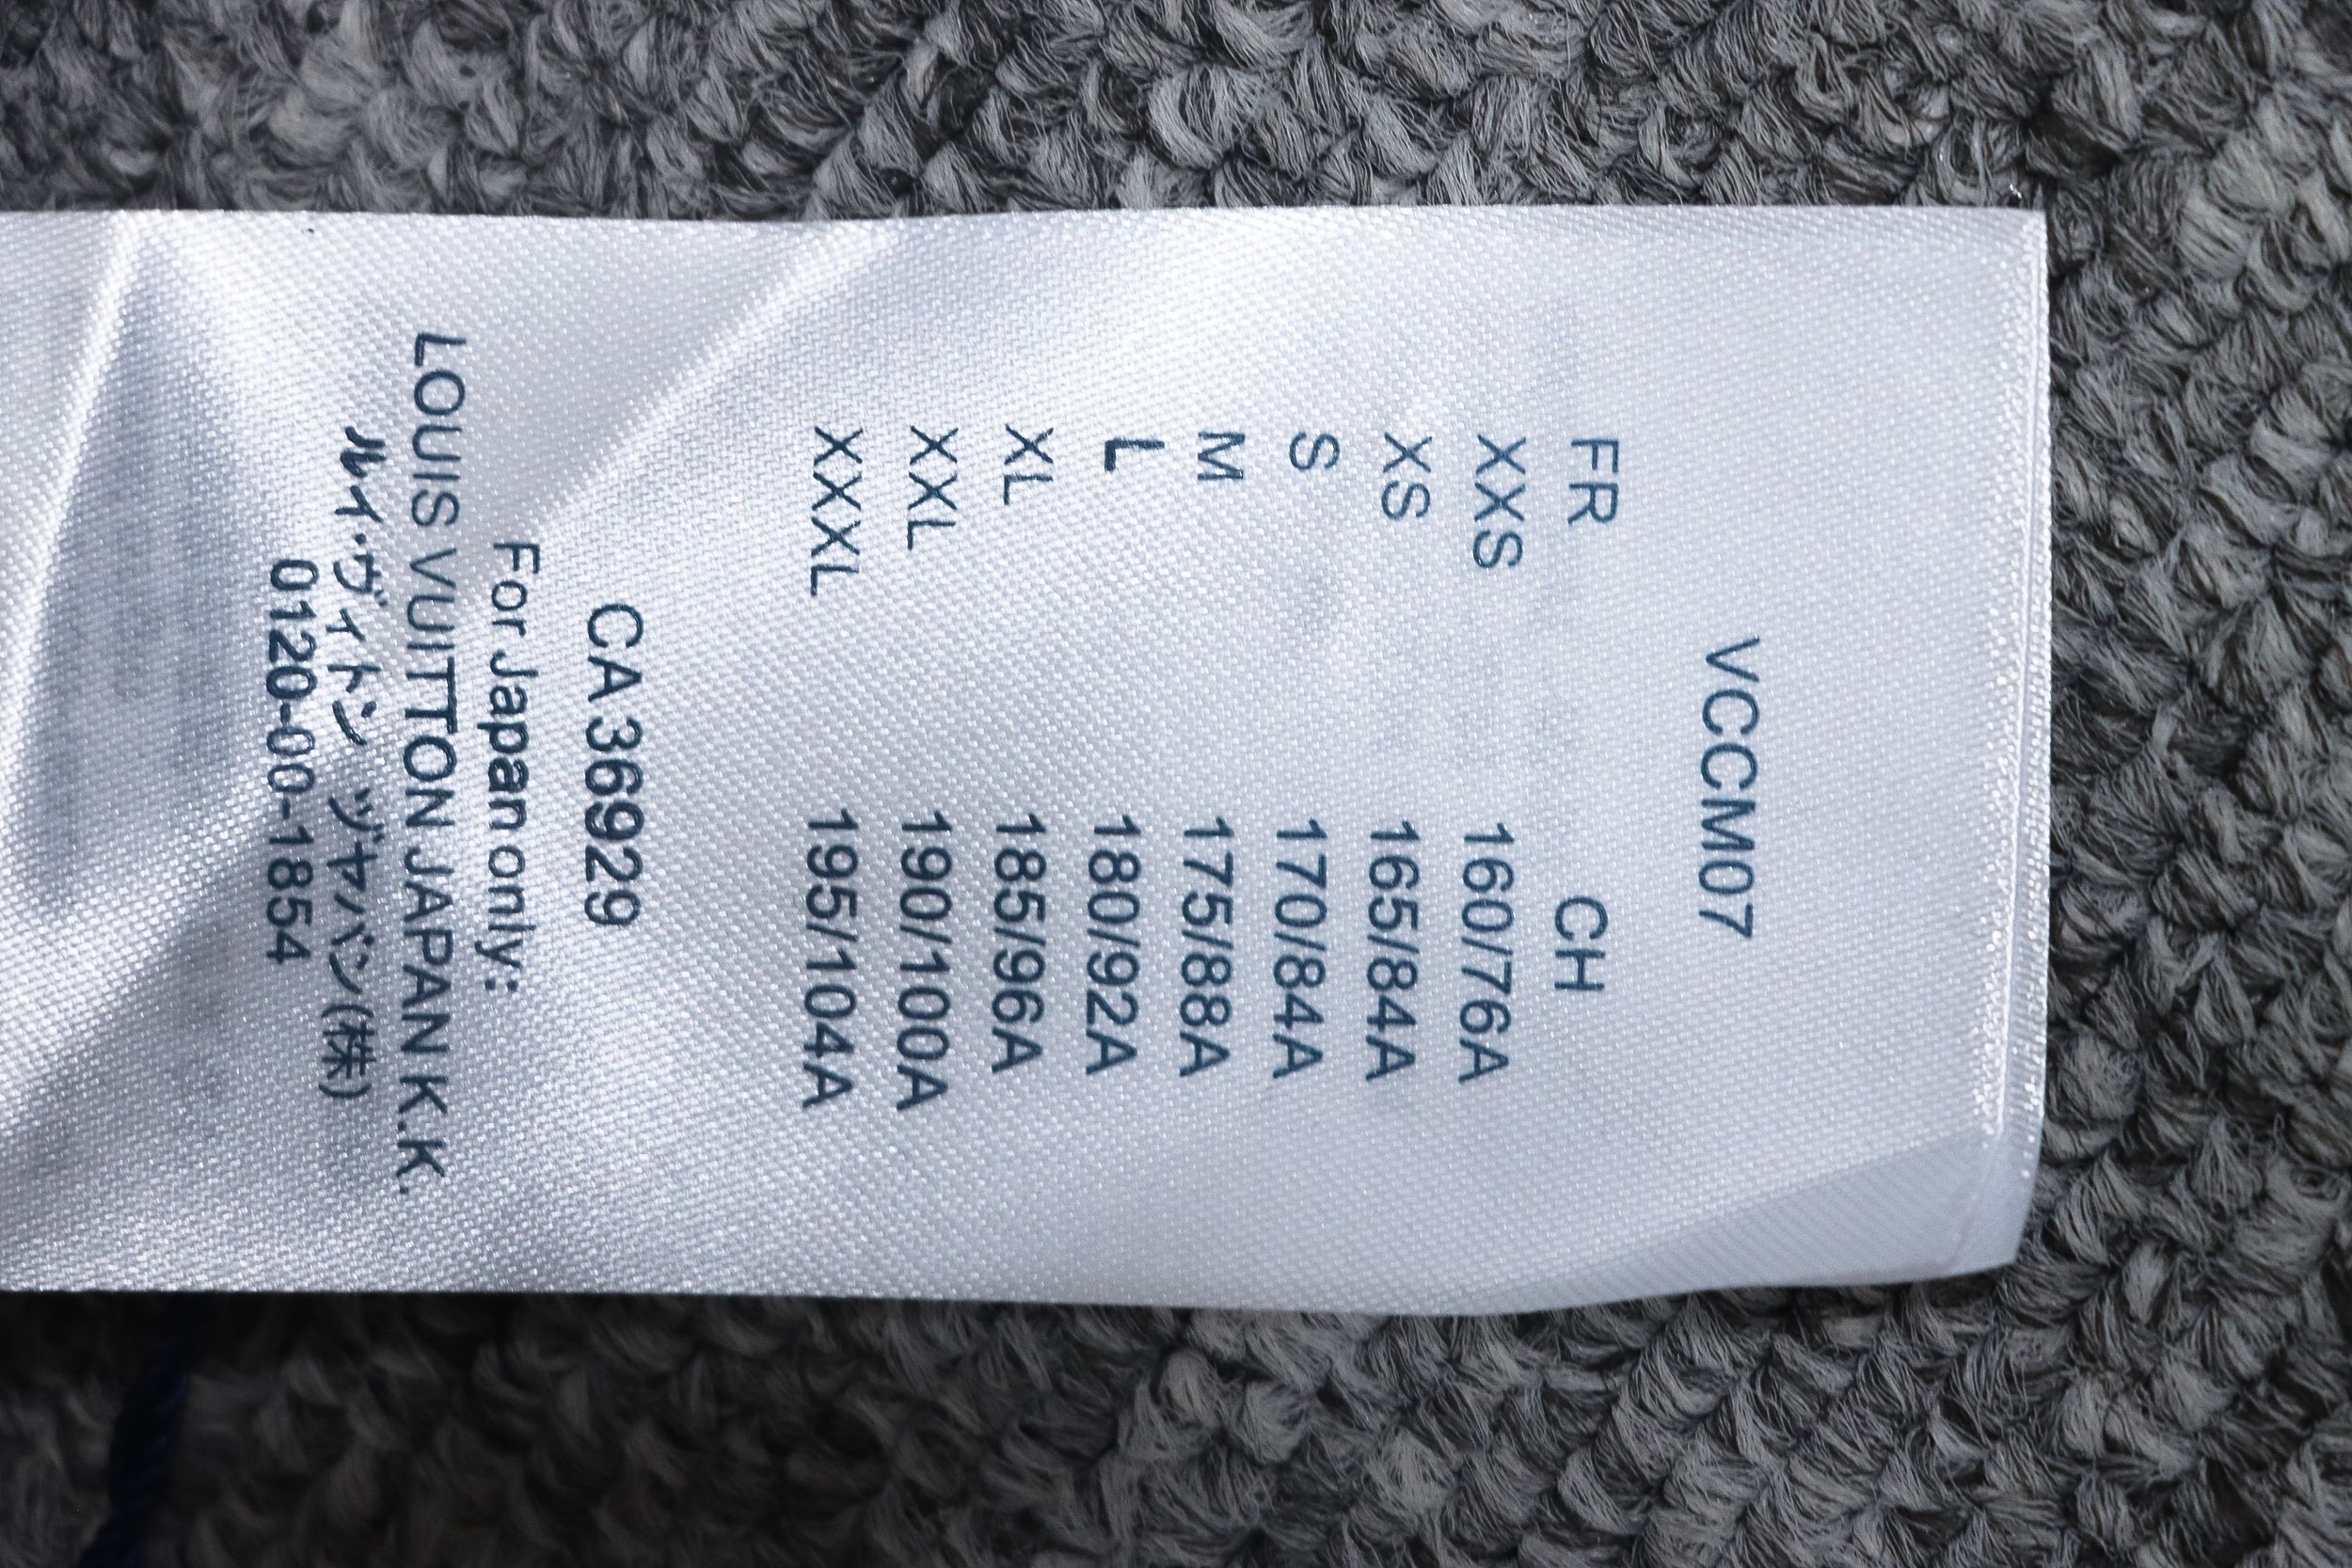 VCCM07
FR CH
XXS 160/76A
XS 165/84A
S 170/84A
M 175/88A
L 180/92A
XL 185/96A
XXL 190/100A
XXXL 195/104A
CA 36929
For Japan only:
LOUIS VUITTON JAPAN K.K.
ルイ・ヴィトン ヅヤパン(株)
0120-00-1854